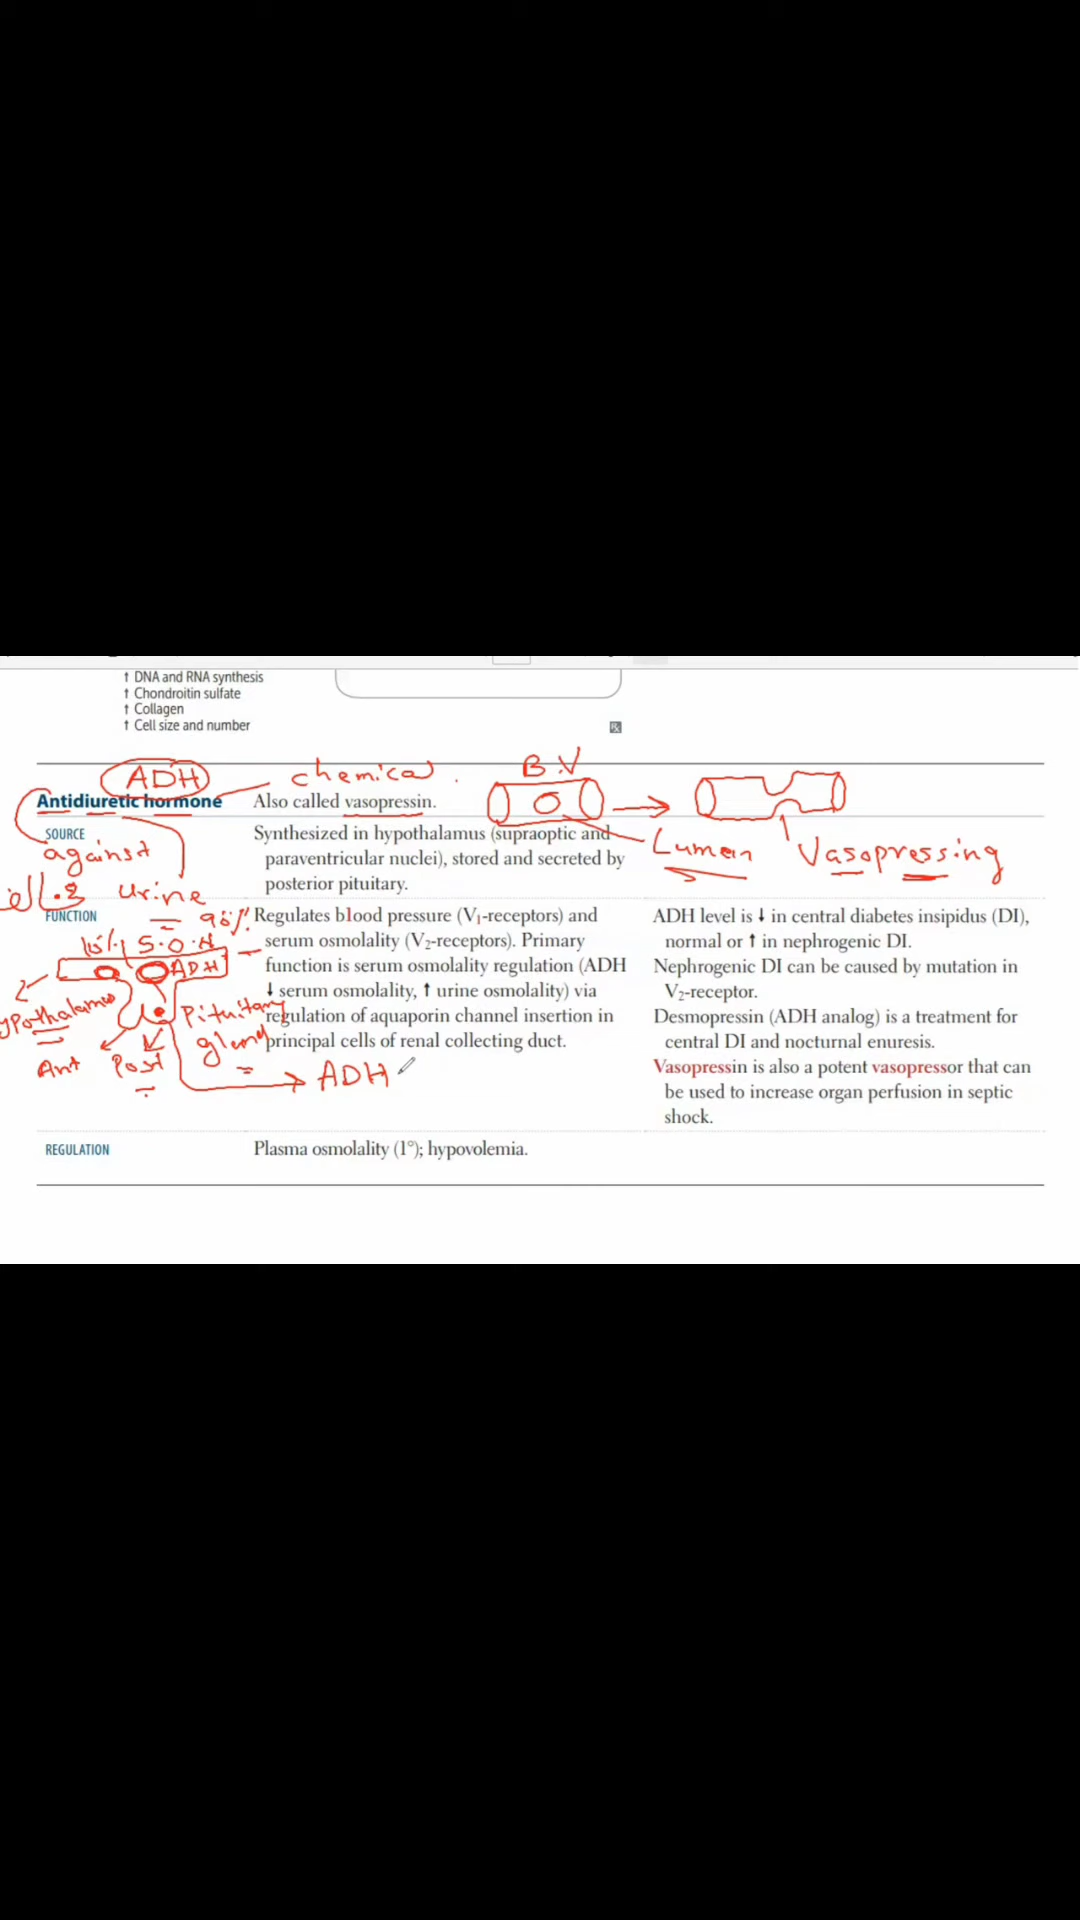 ↑ DNA and RNA synthesis
↑ Chondroitin sulfate
↑ Collagen
↑ Cell size and number
ADH
chemical.
B.V
Antidiuretic hormone
Also called vasopressin.
SOURCE
Synthesized in hypothalamus (supraoptic and
paraventricular nuclei), stored and secreted by
posterior pituitary.
Lumen
Vasopressing
against
urine
FUNCTION
Regulates blood pressure (V1-receptors) and
serum osmolality (V2-receptors). Primary
function is serum osmolality regulation (ADH
↓ serum osmolality, ↑ urine osmolality) via
regulation of aquaporin channel insertion in
principal cells of renal collecting duct.
ADH level is ↓ in central diabetes insipidus (DI),
normal or ↑ in nephrogenic DI.
Nephrogenic DI can be caused by mutation in
V2-receptor.
Desmopressin (ADH analog) is a treatment for
central DI and nocturnal enuresis.
Vasopressin is also a potent vasopressor that can
be used to increase organ perfusion in septic
shock.
S.O.N
ADH
ypothalamus
Pituitary
gland
Ant
Post
ADH
REGULATION
Plasma osmolality (1°); hypovolemia.